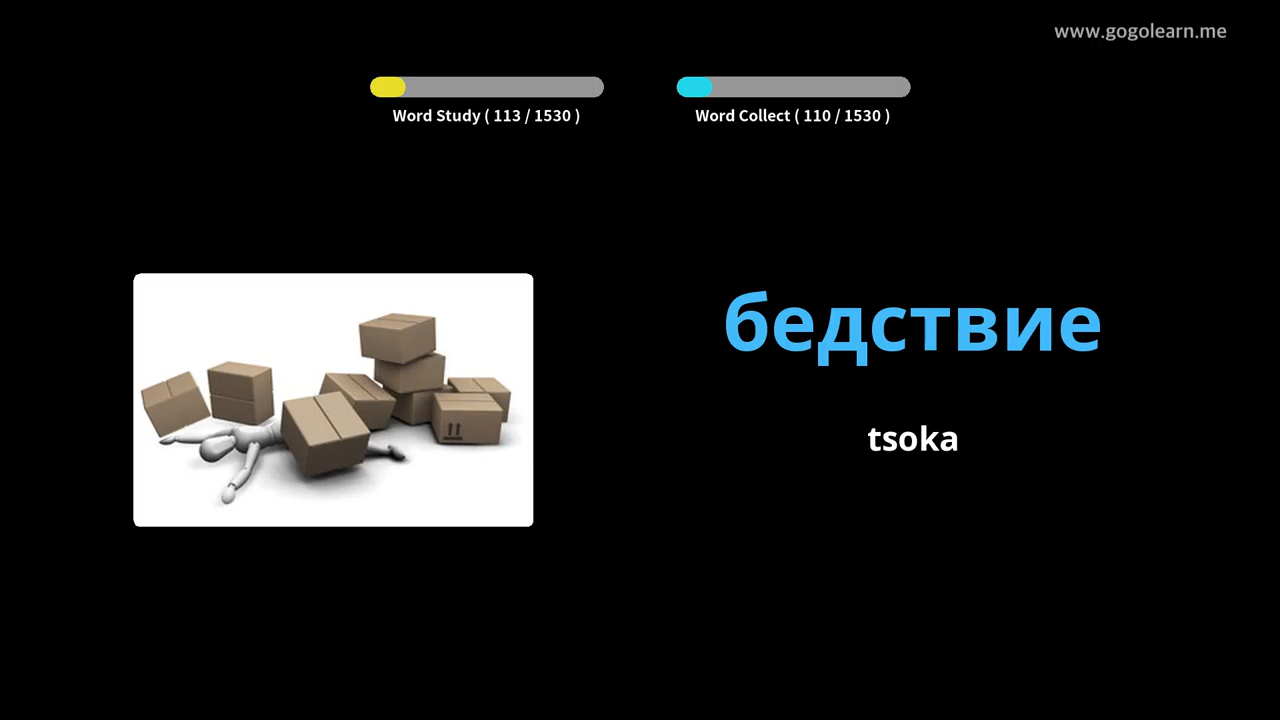 www.gogolearn.me
Word Study ( 113 / 1530 )
Word Collect ( 110 / 1530 )
бедствие
tsoka